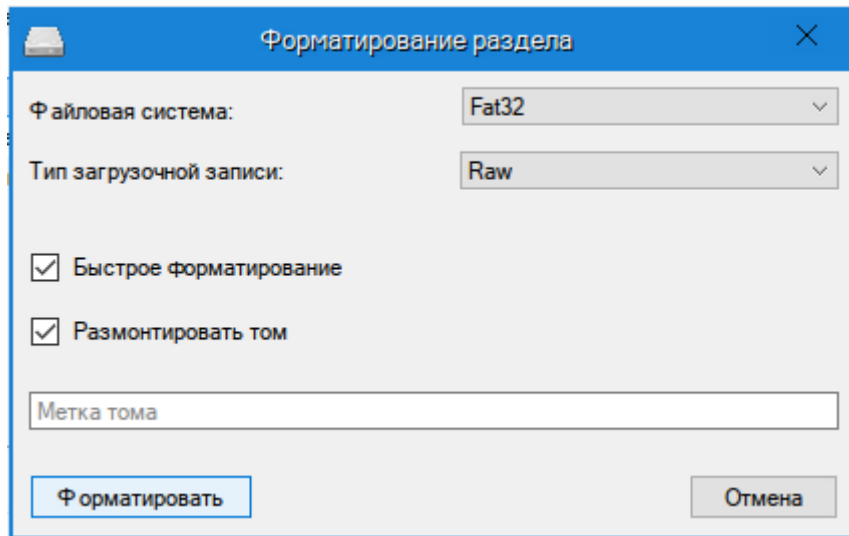 Форматирование раздела
Файловая система: Fat32
Тип загрузочной записи: Raw
Быстрое форматирование
Размонтировать том
Метка тома
Форматировать Отмена